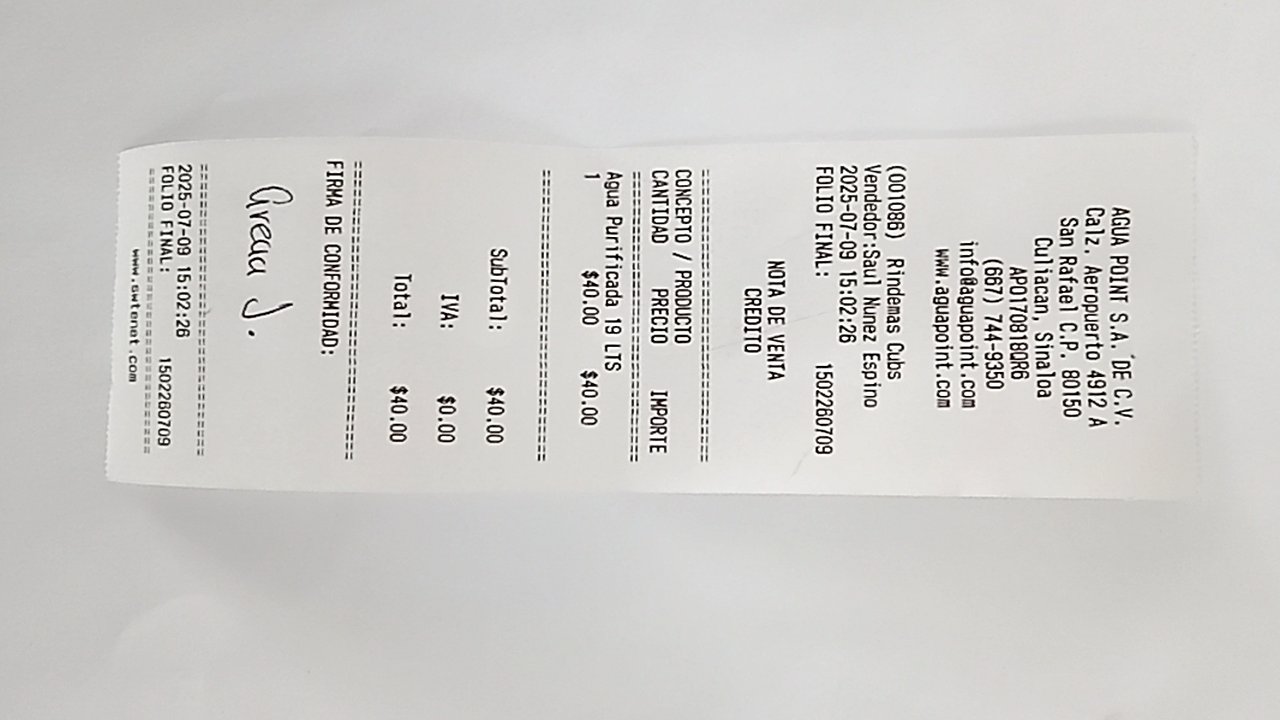 AGUA POINT S.A. DE C.V.
Calz. Aeropuerto 4912 A
San Rafael C.P. 80150
Culiacan, Sinaloa
APO170818QR6
(667) 744-9350
info@aguapoint.com
www.aguapoint.com
(001086) Rindemas Cubs
Vendedor:Saul Nunez Espino
2025-07-09 15:02:26
FOLIO FINAL: 1502260709
NOTA DE VENTA
CREDITO
==============================
CONCEPTO / PRODUCTO
CANTIDAD PRECIO IMPORTE
==============================
Agua Purificada 19 LTS
1 $40.00 $40.00
==============================
SubTotal: $40.00
IVA: $0.00
Total: $40.00
==============================
FIRMA DE CONFORMIDAD:
J.
==============================
2025-07-09 15:02:26
FOLIO FINAL: 1502260709
==============================
www.swtenet.com